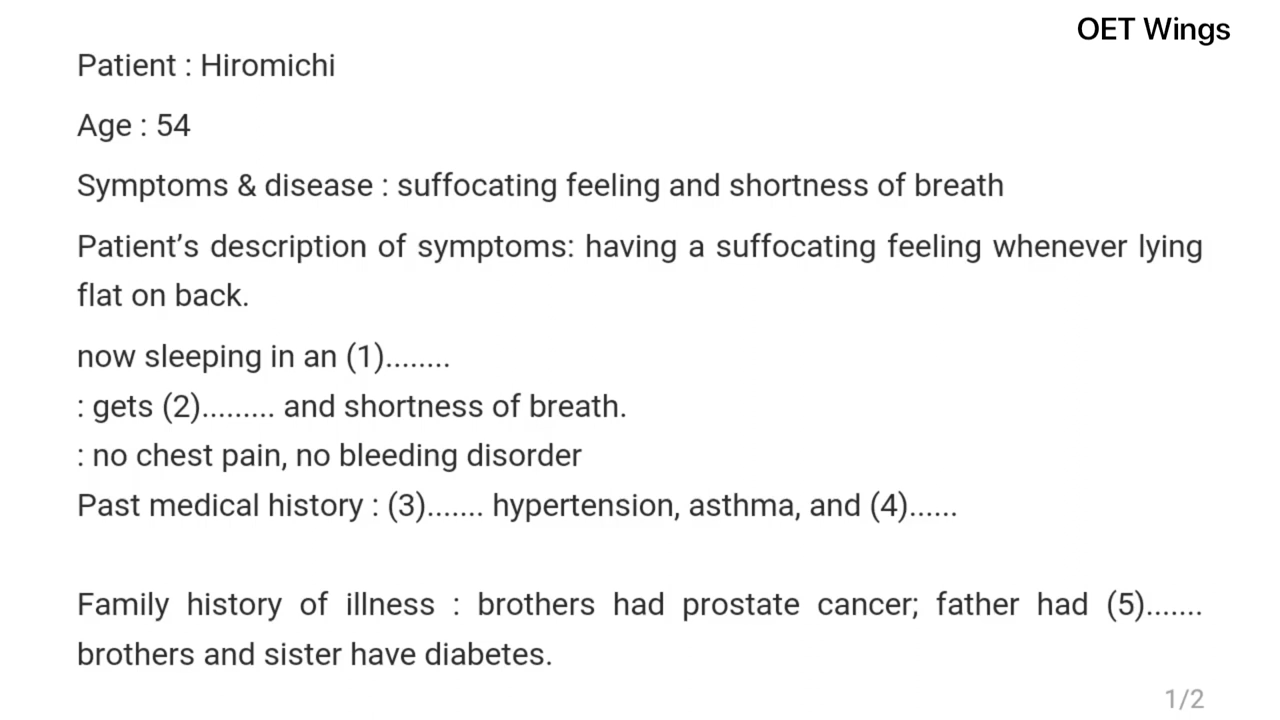 OET Wings
Patient : Hiromichi
Age : 54
Symptoms & disease : suffocating feeling and shortness of breath
Patient’s description of symptoms: having a suffocating feeling whenever lying
flat on back.
now sleeping in an (1)........
: gets (2)......... and shortness of breath.
: no chest pain, no bleeding disorder
Past medical history : (3)....... hypertension, asthma, and (4)......
Family history of illness : brothers had prostate cancer; father had (5).......
brothers and sister have diabetes.
1/2